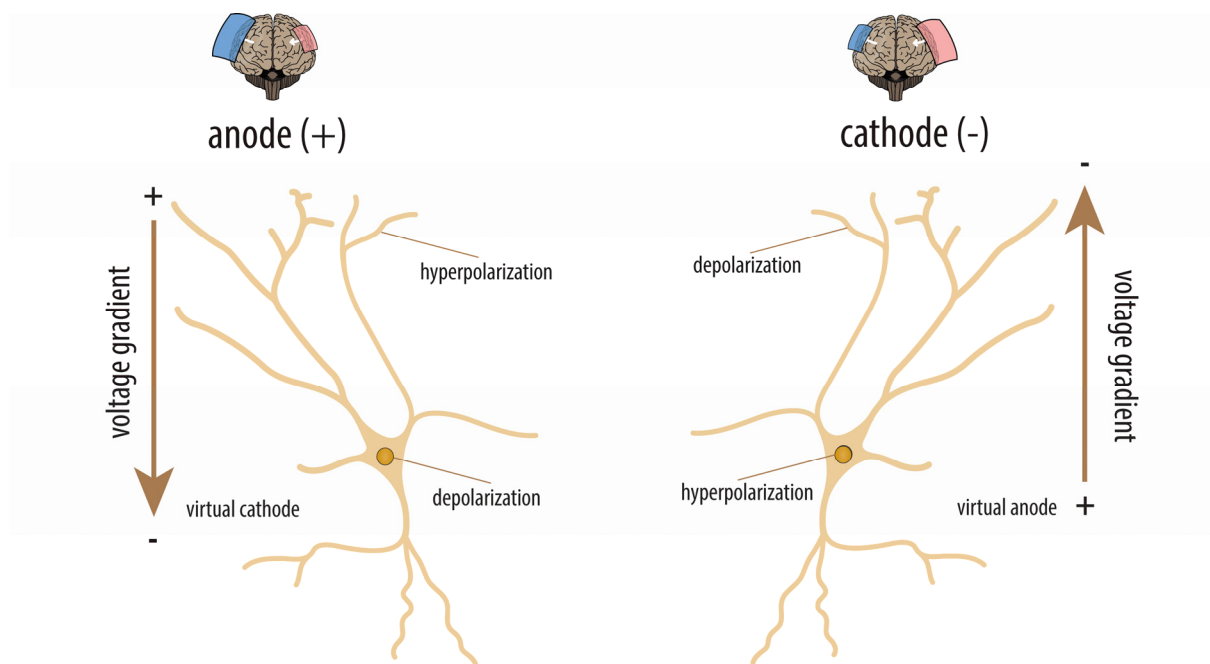 anode (+)
cathode (-)
+
-
voltage gradient
hyperpolarization
depolarization
virtual cathode
-
depolarization
hyperpolarization
voltage gradient
virtual anode
+